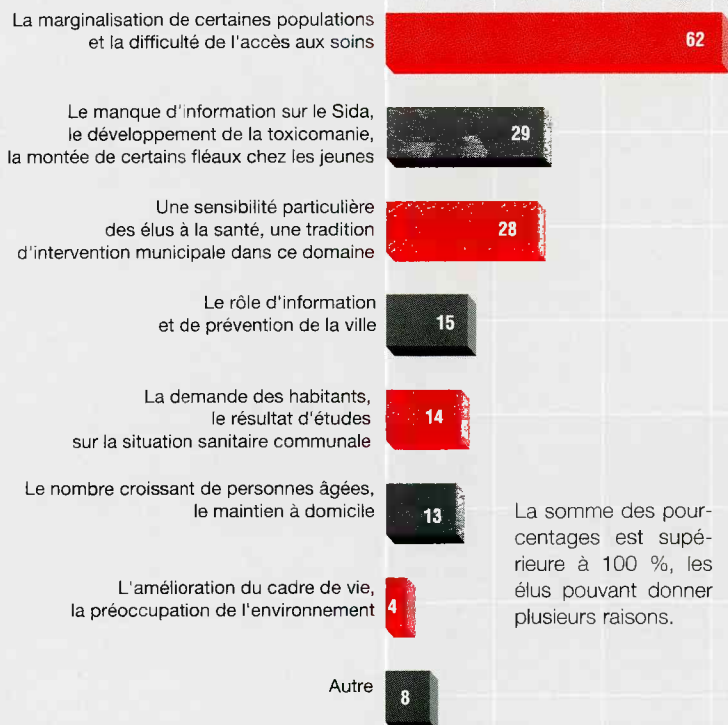 La marginalisation de certaines populations
et la difficulté de l'accès aux soins
62
Le manque d'information sur le Sida,
le développement de la toxicomanie,
la montée de certains fléaux chez les jeunes
29
Une sensibilité particulière
des élus à la santé, une tradition
d'intervention municipale dans ce domaine
28
Le rôle d'information
et de prévention de la ville
15
La demande des habitants,
le résultat d'études
sur la situation sanitaire communale
14
Le nombre croissant de personnes âgées,
le maintien à domicile
13
L'amélioration du cadre de vie,
la préoccupation de l'environnement
4
Autre
8
La somme des pour-
centages est supé-
rieure à 100 %, les
élus pouvant donner
plusieurs raisons.